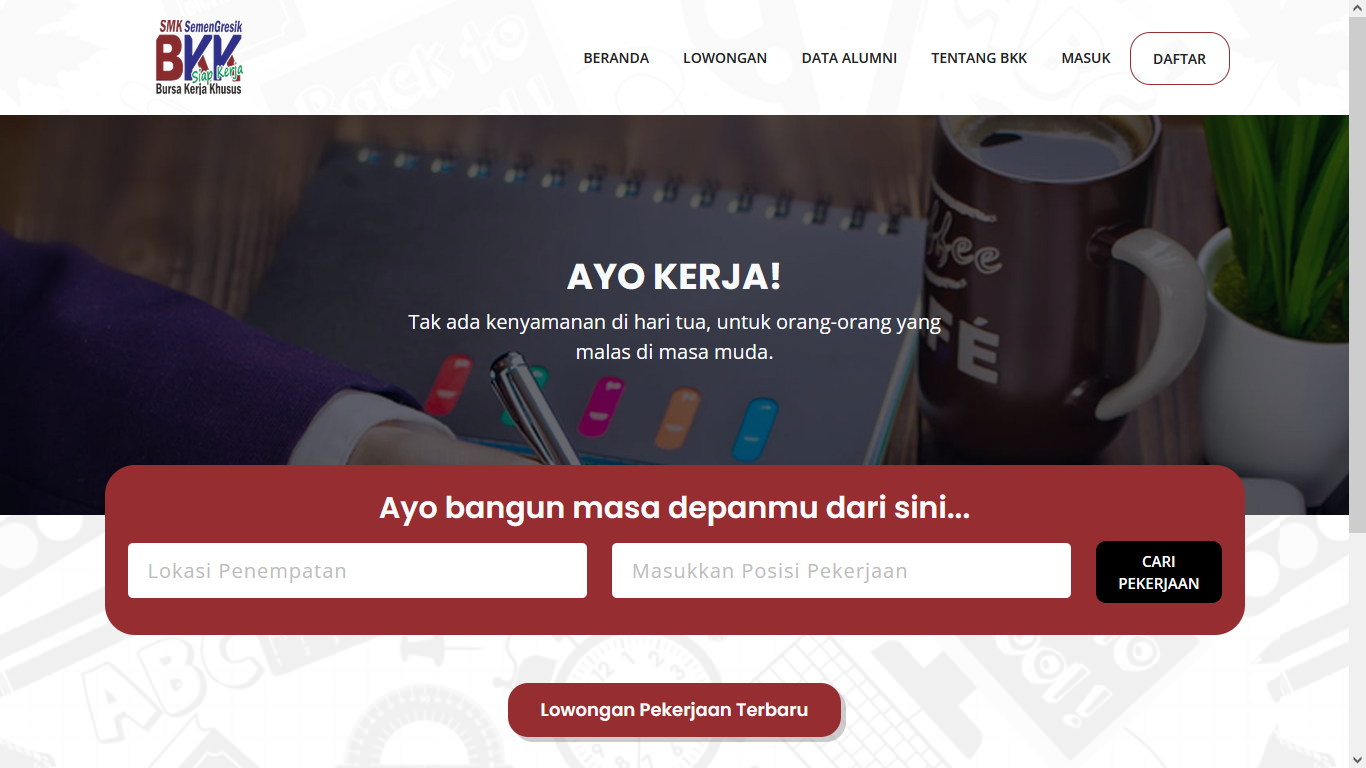 SMK SemenGresik
BKK
Siap Kerja
Bursa Kerja Khusus
BERANDA
LOWONGAN
DATA ALUMNI
TENTANG BKK
MASUK
DAFTAR
AYO KERJA!
Tak ada kenyamanan di hari tua, untuk orang-orang yang
malas di masa muda.
Ayo bangun masa depanmu dari sini...
Lokasi Penempatan
Masukkan Posisi Pekerjaan
CARI
PEKERJAAN
ABC
Lowongan Pekerjaan Terbaru